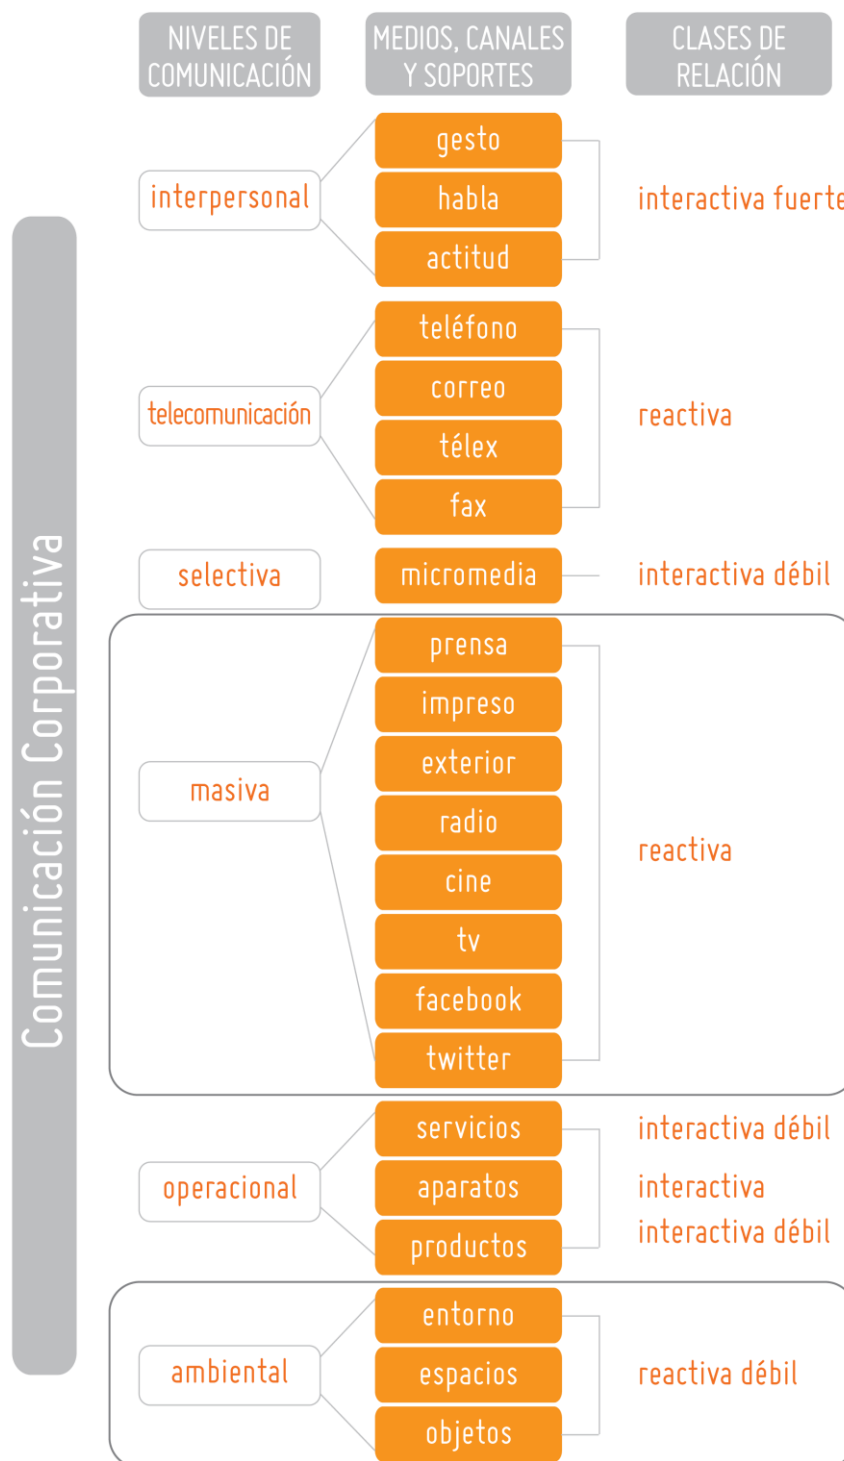 NIVELES DE
COMUNICACIÓN
MEDIOS, CANALES
Y SOPORTES
CLASES DE
RELACIÓN
Comunicación Corporativa
interpersonal
gesto
habla
actitud
interactiva fuerte
telecomunicación
teléfono
correo
télex
fax
reactiva
selectiva
micromedia
interactiva débil
masiva
prensa
impreso
exterior
radio
cine
tv
facebook
twitter
reactiva
operacional
servicios
aparatos
productos
interactiva débil
interactiva
interactiva débil
ambiental
entorno
espacios
objetos
reactiva débil